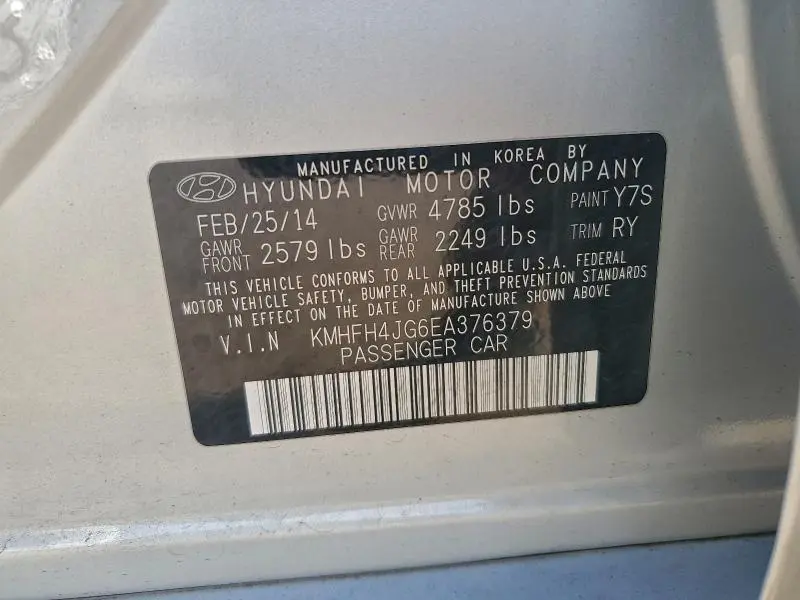 MANUFACTURED IN KOREA BY
HYUNDAI MOTOR COMPANY
FEB/25/14 GVWR 4785 lbs PAINT Y7S
GAWR FRONT 2579 lbs GAWR REAR 2249 lbs TRIM RY
THIS VEHICLE CONFORMS TO ALL APPLICABLE U.S.A. FEDERAL
MOTOR VEHICLE SAFETY, BUMPER, AND THEFT PREVENTION STANDARDS
IN EFFECT ON THE DATE OF MANUFACTURE SHOWN ABOVE
V.I.N KMHFH4JG6EA376379
PASSENGER CAR